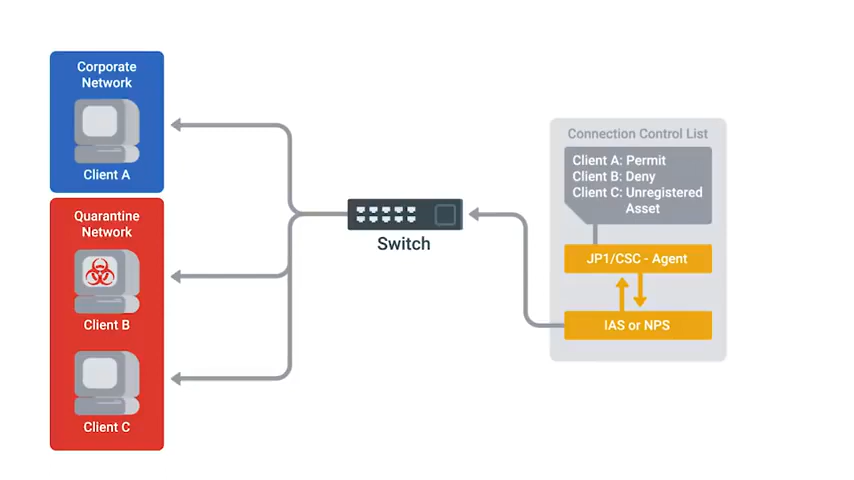 Corporate
Network
Client A
Quarantine
Network
Client B
Client C
Switch
Connection Control List
Client A: Permit
Client B: Deny
Client C: Unregistered
Asset
JP1/CSC - Agent
IAS or NPS